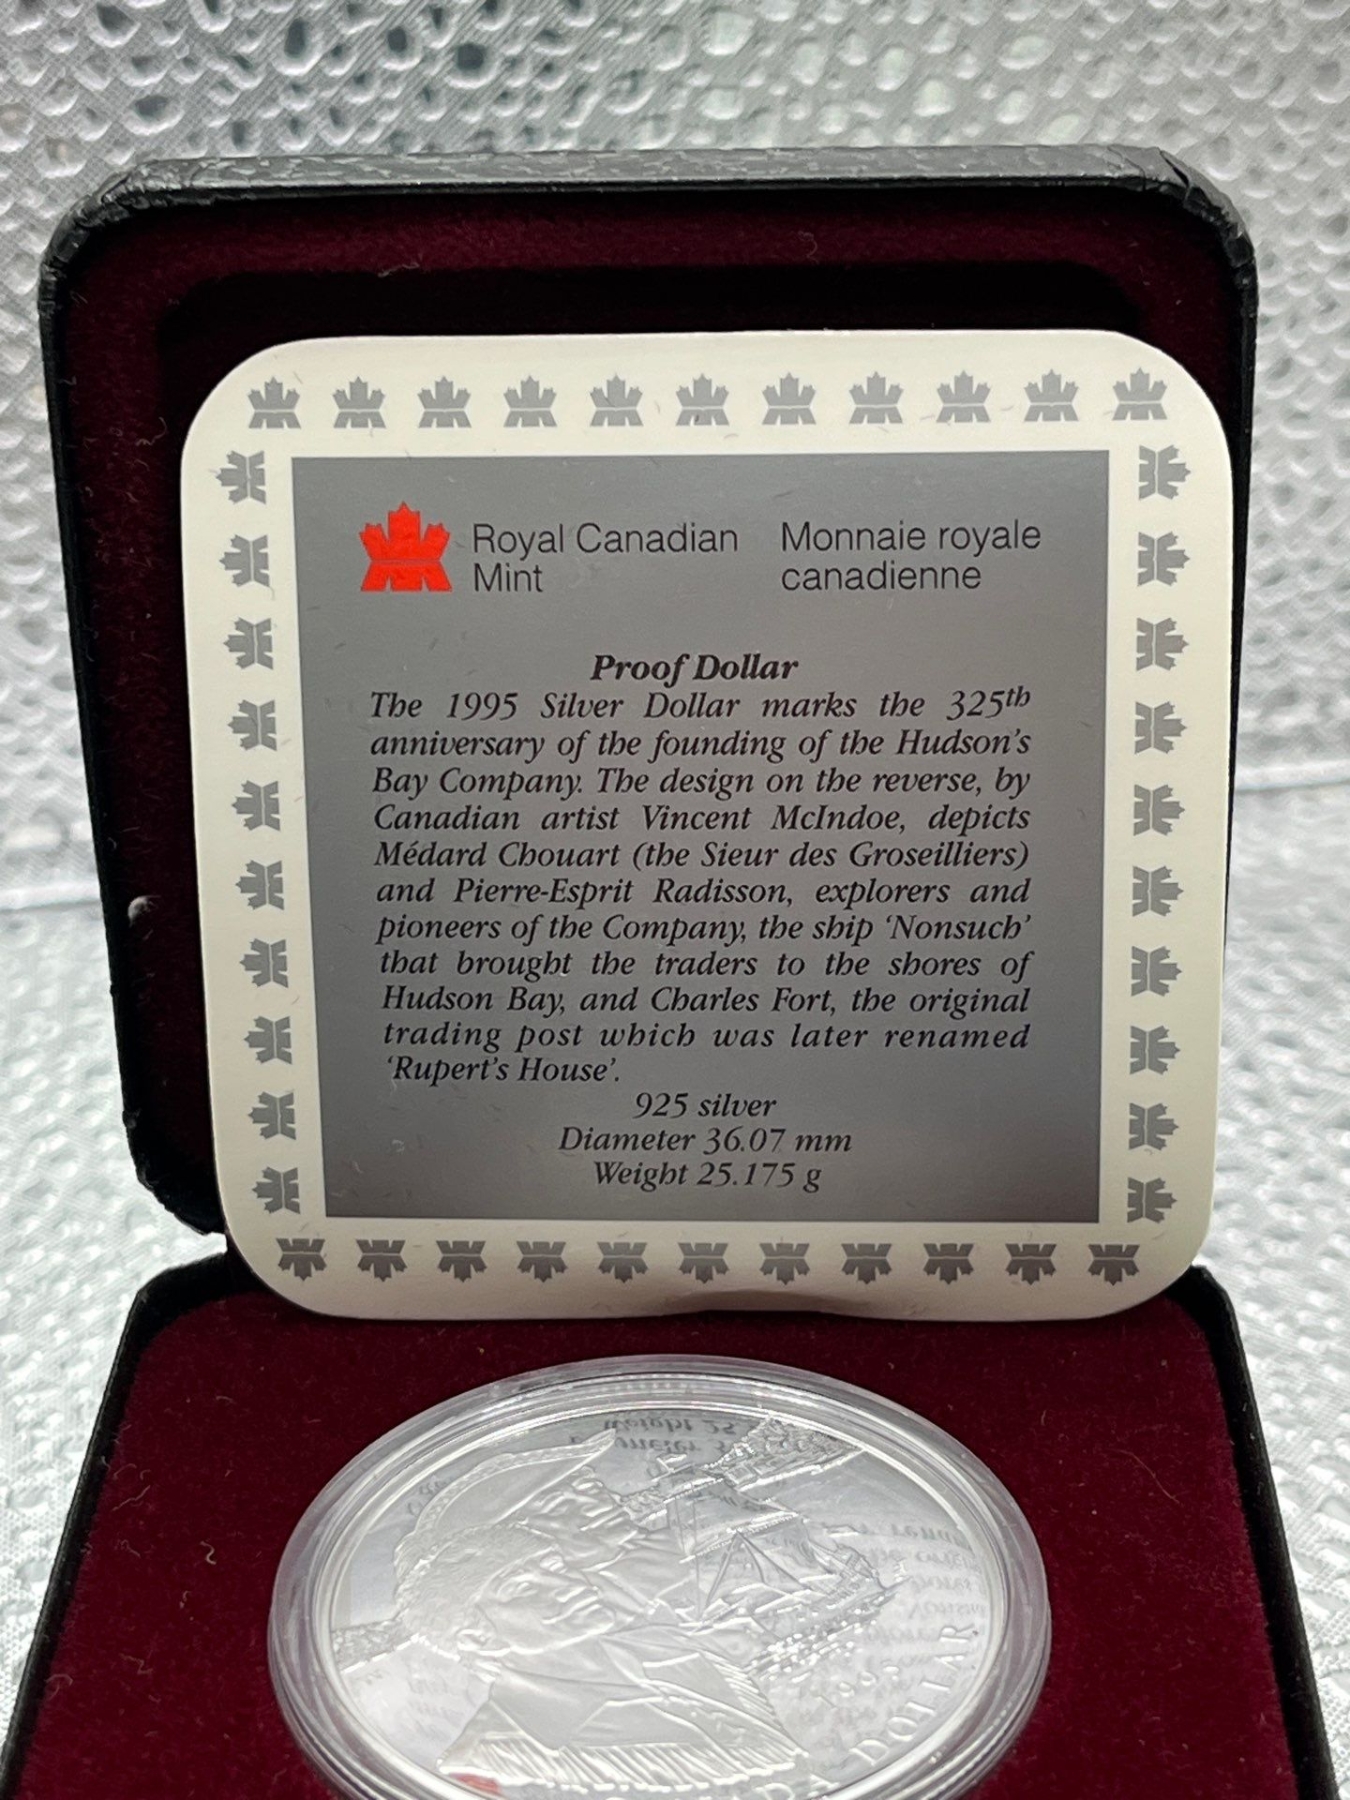 Royal Canadian Mint
Monnaie royale canadienne
Proof Dollar
The 1995 Silver Dollar marks the 325th
anniversary of the founding of the Hudson's
Bay Company. The design on the reverse, by
Canadian artist Vincent McIndoe, depicts
Médard Chouart (the Sieur des Groseilliers)
and Pierre-Esprit Radisson, explorers and
pioneers of the Company, the ship 'Nonsuch'
that brought the traders to the shores of
Hudson Bay, and Charles Fort, the original
trading post which was later renamed
'Rupert's House'.
925 silver
Diameter 36.07 mm
Weight 25.175 g
1995
DOLLAR